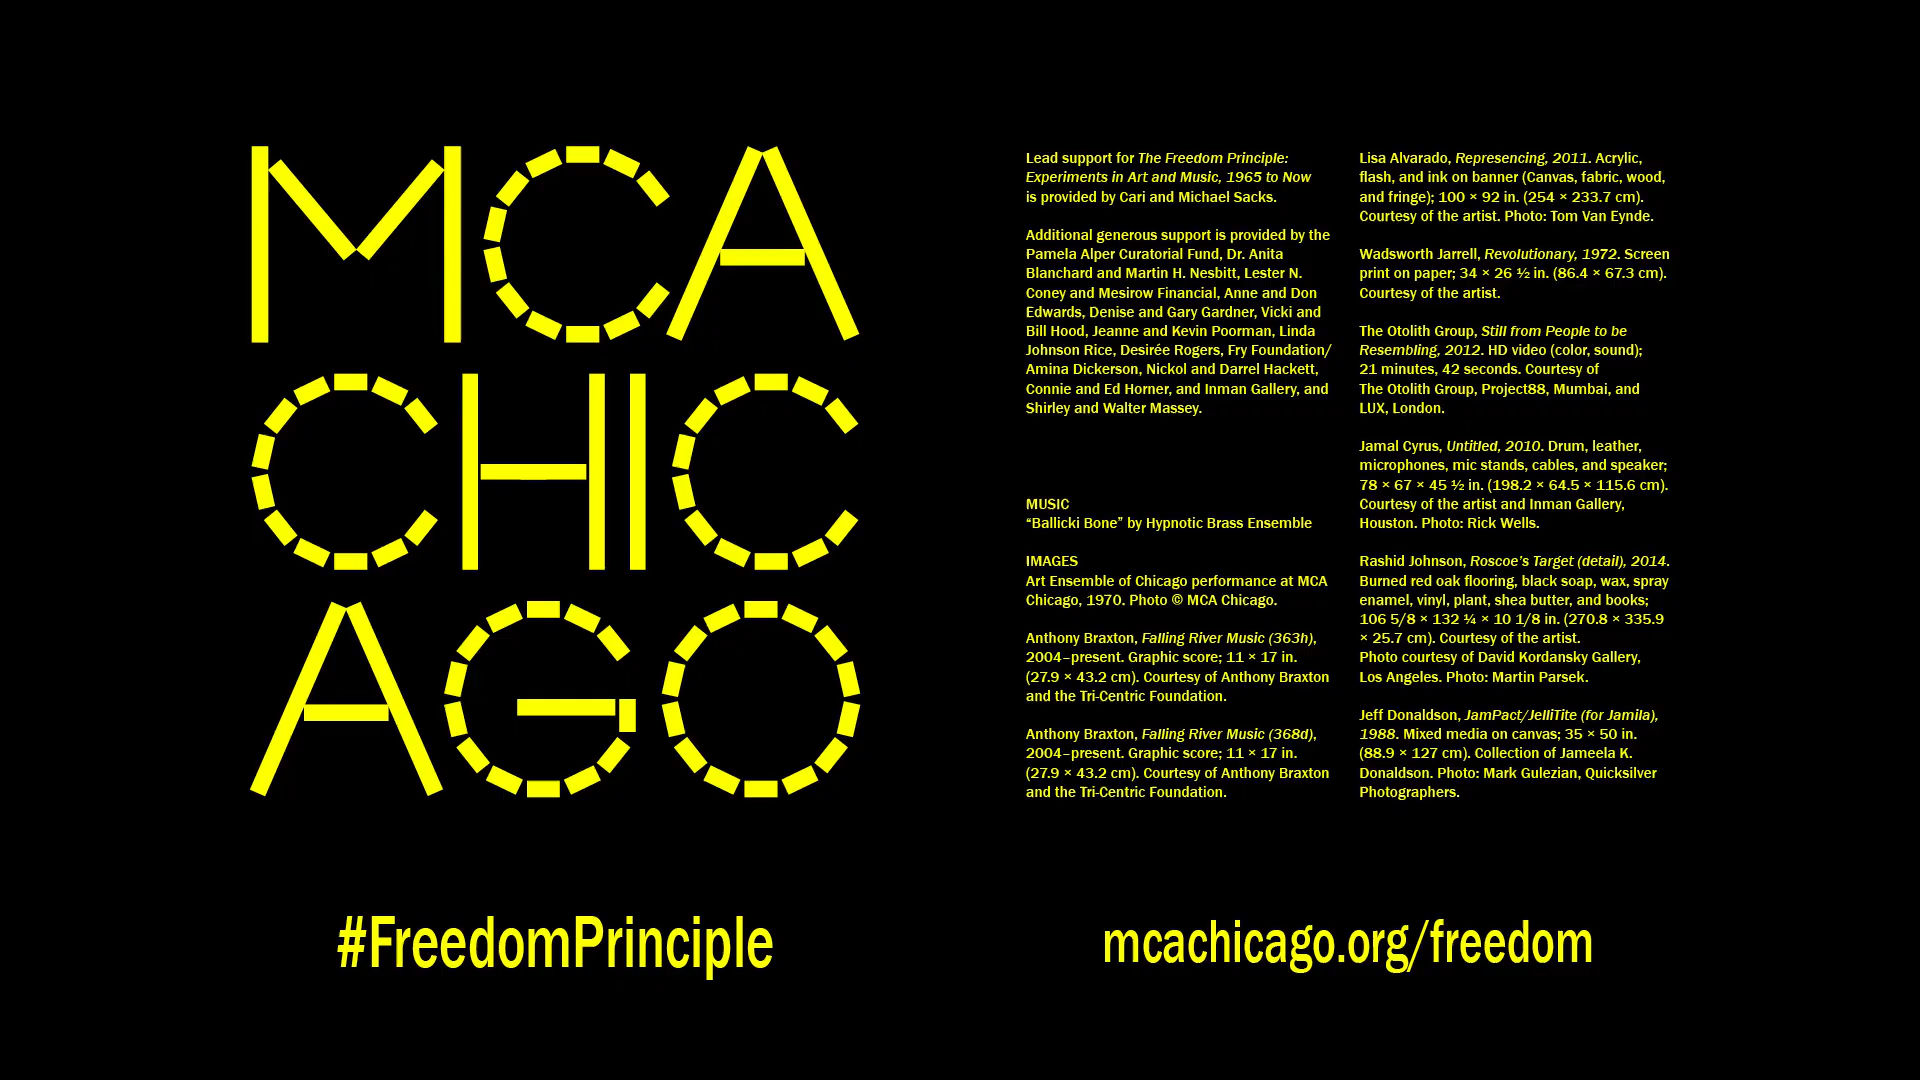 MCA
CHIC
AGO
#FreedomPrinciple
Lead support for The Freedom Principle:
Experiments in Art and Music, 1965 to Now
is provided by Cari and Michael Sacks.
Additional generous support is provided by the
Pamela Alper Curatorial Fund, Dr. Anita
Blanchard and Martin H. Nesbitt, Lester N.
Coney and Mesirow Financial, Anne and Don
Edwards, Denise and Gary Gardner, Vicki and
Bill Hood, Jeanne and Kevin Poorman, Linda
Johnson Rice, Desirée Rogers, Fry Foundation/
Amina Dickerson, Nickol and Darrel Hackett,
Connie and Ed Horner, and Inman Gallery, and
Shirley and Walter Massey.
MUSIC
“Ballicki Bone” by Hypnotic Brass Ensemble
IMAGES
Art Ensemble of Chicago performance at MCA
Chicago, 1970. Photo © MCA Chicago.
Anthony Braxton, Falling River Music (363h),
2004–present. Graphic score; 11 × 17 in.
(27.9 × 43.2 cm). Courtesy of Anthony Braxton
and the Tri-Centric Foundation.
Anthony Braxton, Falling River Music (368d),
2004–present. Graphic score; 11 × 17 in.
(27.9 × 43.2 cm). Courtesy of Anthony Braxton
and the Tri-Centric Foundation.
Lisa Alvarado, Represencing, 2011. Acrylic,
flash, and ink on banner (Canvas, fabric, wood,
and fringe); 100 × 92 in. (254 × 233.7 cm).
Courtesy of the artist. Photo: Tom Van Eynde.
Wadsworth Jarrell, Revolutionary, 1972. Screen
print on paper; 34 × 26 ½ in. (86.4 × 67.3 cm).
Courtesy of the artist.
The Otolith Group, Still from People to be
Resembling, 2012. HD video (color, sound);
21 minutes, 42 seconds. Courtesy of
The Otolith Group, Project88, Mumbai, and
LUX, London.
Jamal Cyrus, Untitled, 2010. Drum, leather,
microphones, mic stands, cables, and speaker;
78 × 67 × 45 ½ in. (198.2 × 64.5 × 115.6 cm).
Courtesy of the artist and Inman Gallery,
Houston. Photo: Rick Wells.
Rashid Johnson, Roscoe’s Target (detail), 2014.
Burned red oak flooring, black soap, wax, spray
enamel, vinyl, plant, shea butter, and books;
106 5/8 × 132 ¼ × 10 1/8 in. (270.8 × 335.9
× 25.7 cm). Courtesy of the artist.
Photo courtesy of David Kordansky Gallery,
Los Angeles. Photo: Martin Parsek.
Jeff Donaldson, JamPact/JelliTite (for Jamila),
1988. Mixed media on canvas; 35 × 50 in.
(88.9 × 127 cm). Collection of Jameela K.
Donaldson. Photo: Mark Gulezian, Quicksilver
Photographers.
mcachicago.org/freedom